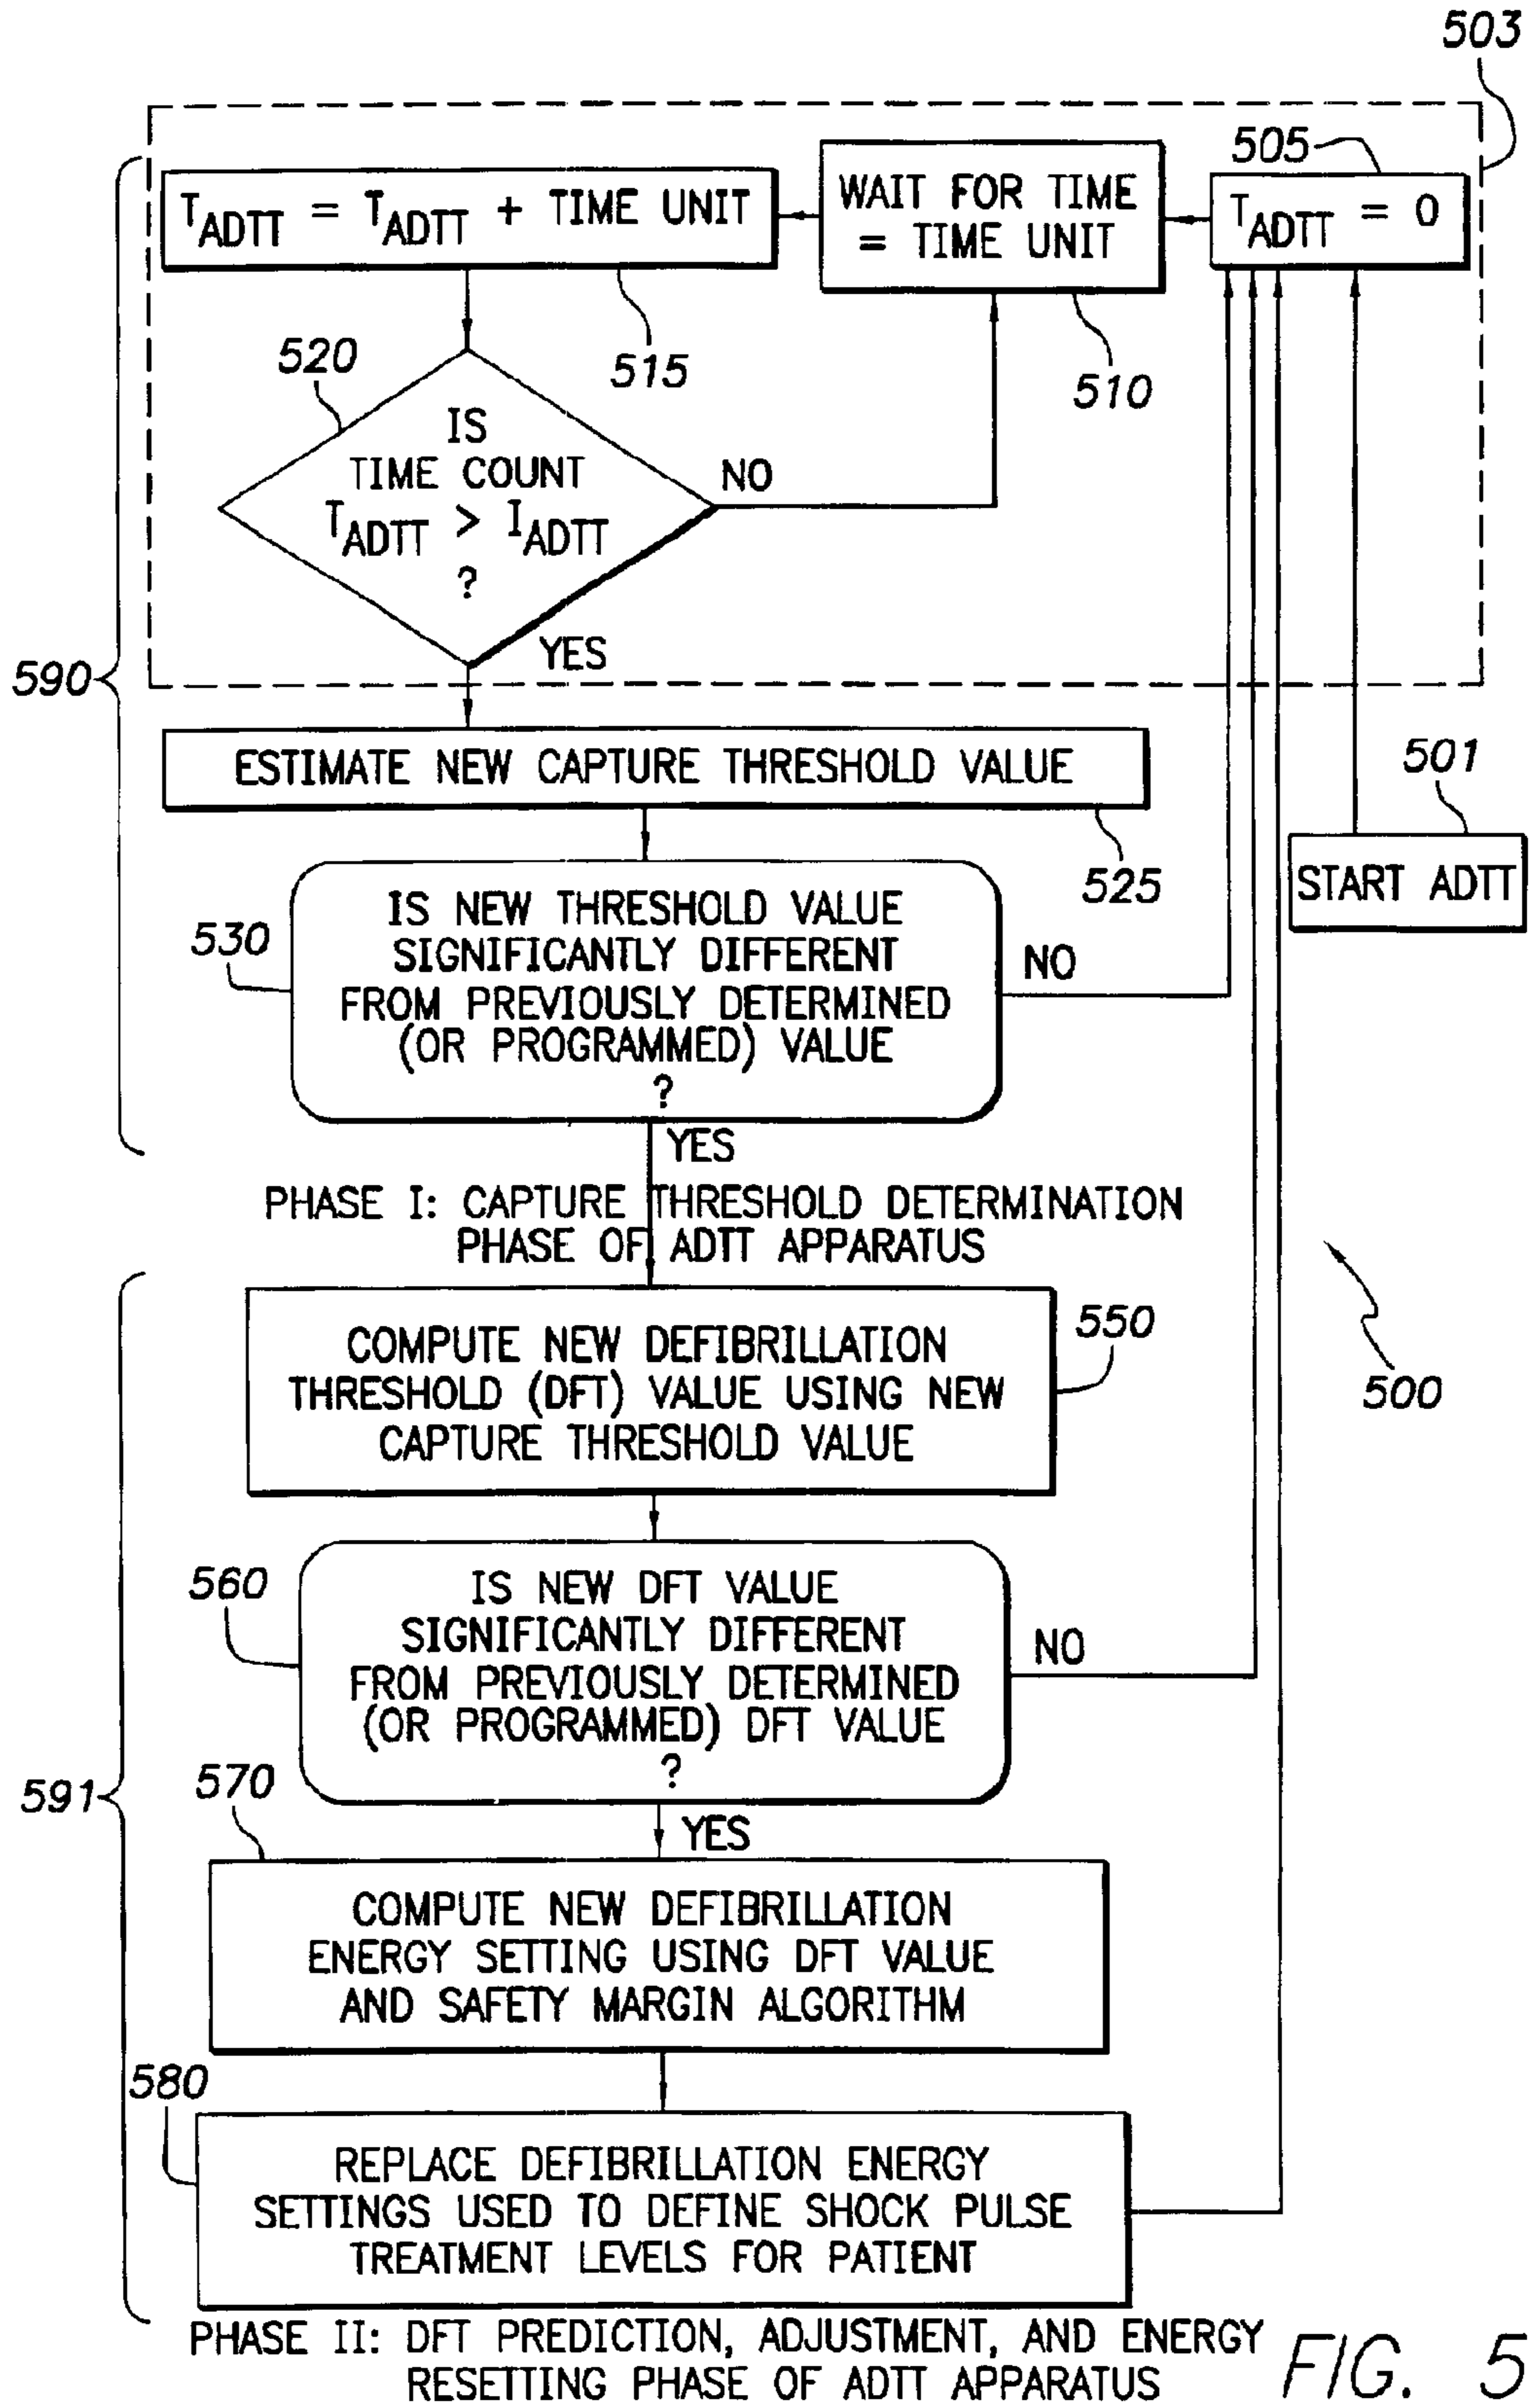 503
505
T_ADTT = T_ADTT + TIME UNIT
WAIT FOR TIME
= TIME UNIT
T_ADTT = 0
520
515
510
IS
TIME COUNT
T_ADTT > I_ADTT
?
NO
YES
590
ESTIMATE NEW CAPTURE THRESHOLD VALUE
501
525
START ADTT
530
IS NEW THRESHOLD VALUE
SIGNIFICANTLY DIFFERENT
FROM PREVIOUSLY DETERMINED
(OR PROGRAMMED) VALUE
?
NO
YES
PHASE I: CAPTURE THRESHOLD DETERMINATION
PHASE OF ADTT APPARATUS
COMPUTE NEW DEFIBRILLATION
THRESHOLD (DFT) VALUE USING NEW
CAPTURE THRESHOLD VALUE
550
500
560
IS NEW DFT VALUE
SIGNIFICANTLY DIFFERENT
FROM PREVIOUSLY DETERMINED
(OR PROGRAMMED) DFT VALUE
?
NO
591
570
YES
COMPUTE NEW DEFIBRILLATION
ENERGY SETTING USING DFT VALUE
AND SAFETY MARGIN ALGORITHM
580
REPLACE DEFIBRILLATION ENERGY
SETTINGS USED TO DEFINE SHOCK PULSE
TREATMENT LEVELS FOR PATIENT
PHASE II: DFT PREDICTION, ADJUSTMENT, AND ENERGY
RESETTING PHASE OF ADTT APPARATUS
FIG. 5